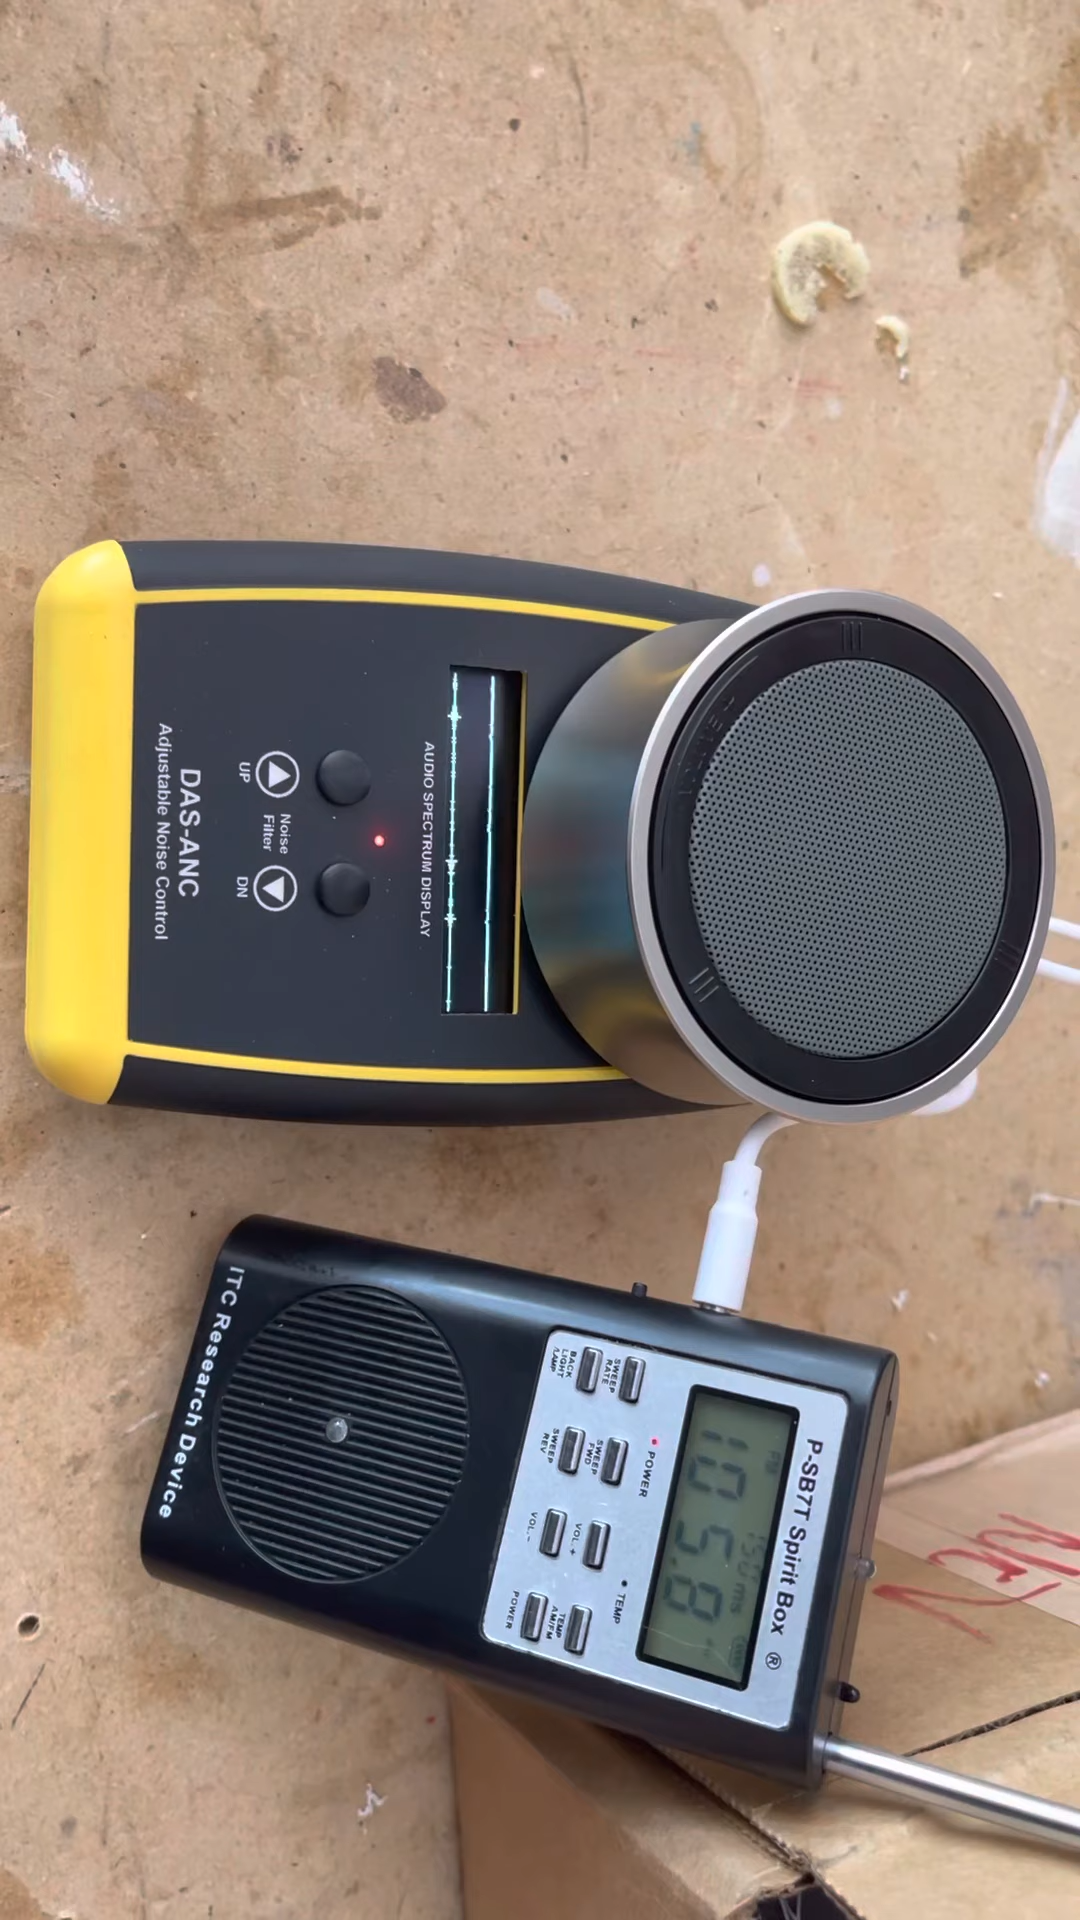 AUDIO SPECTRUM DISPLAY
UP
Noise
Filter
DN
DAS-ANC
Adjustable Noise Control
P-SB7T Spirit Box ®
150 ms
105.8
POWER
TEMP
SWEEP
RATE
SWEEP
FWD
VOL.+
TEMP
AM/FM
BACK
LIGHT
/LAMP
SWEEP
REV
VOL.-
POWER
ITC Research Device